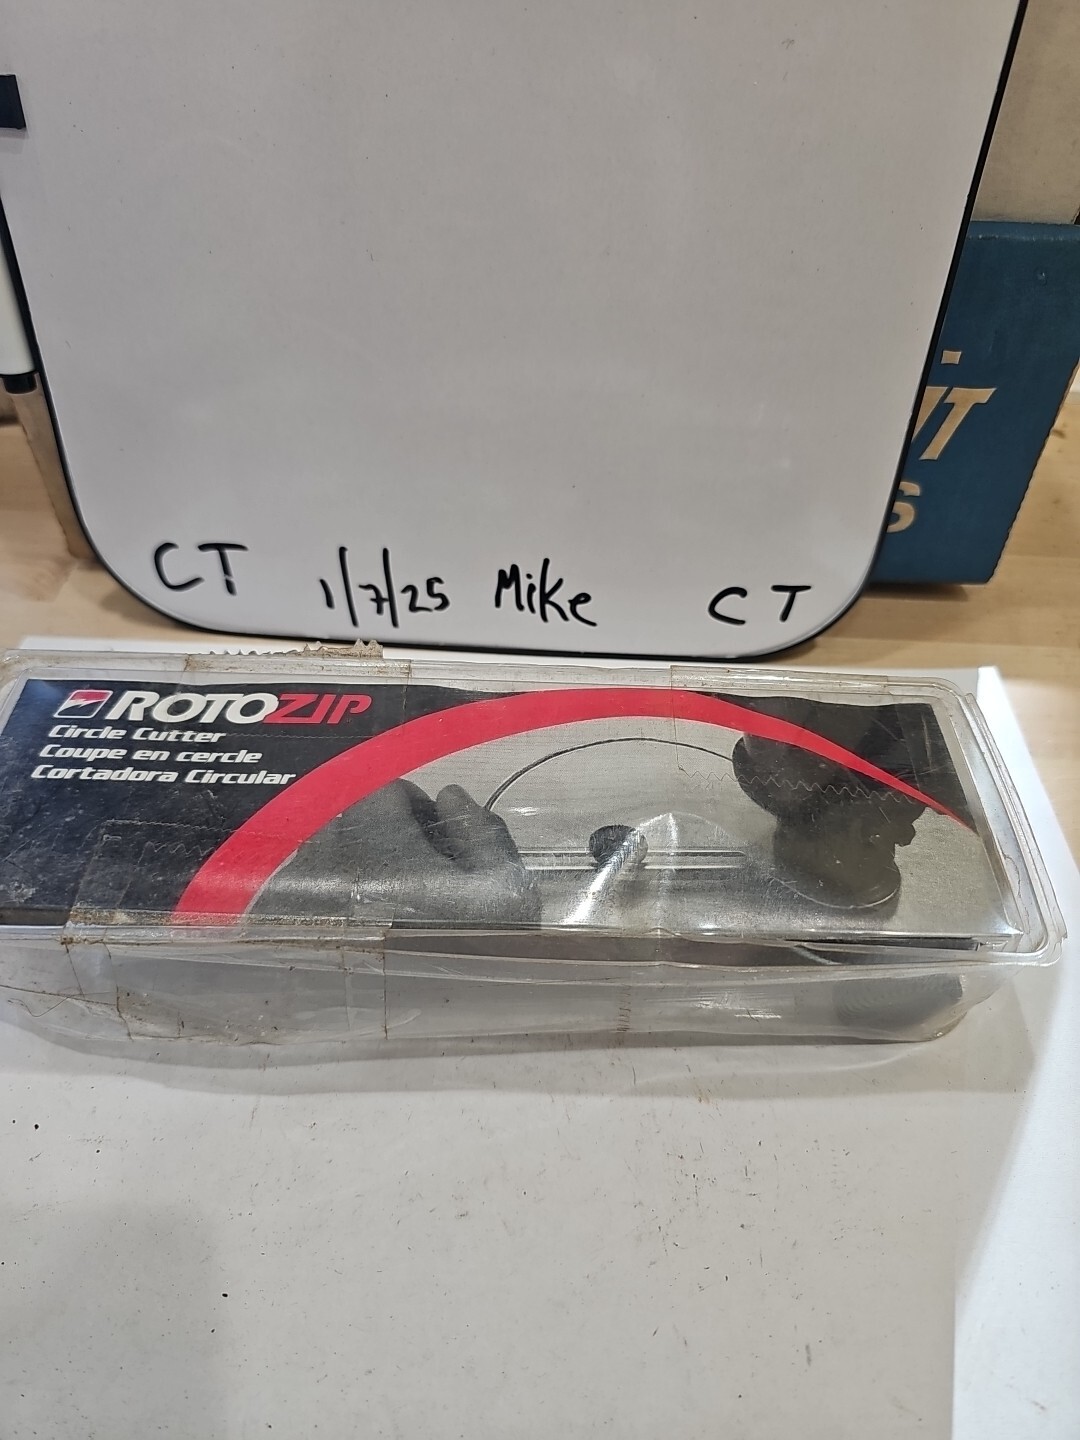 CT 1/7/25 Mike CT
ROTOZIP
Circle Cutter
Coupe en cercle
Cortadora Circular